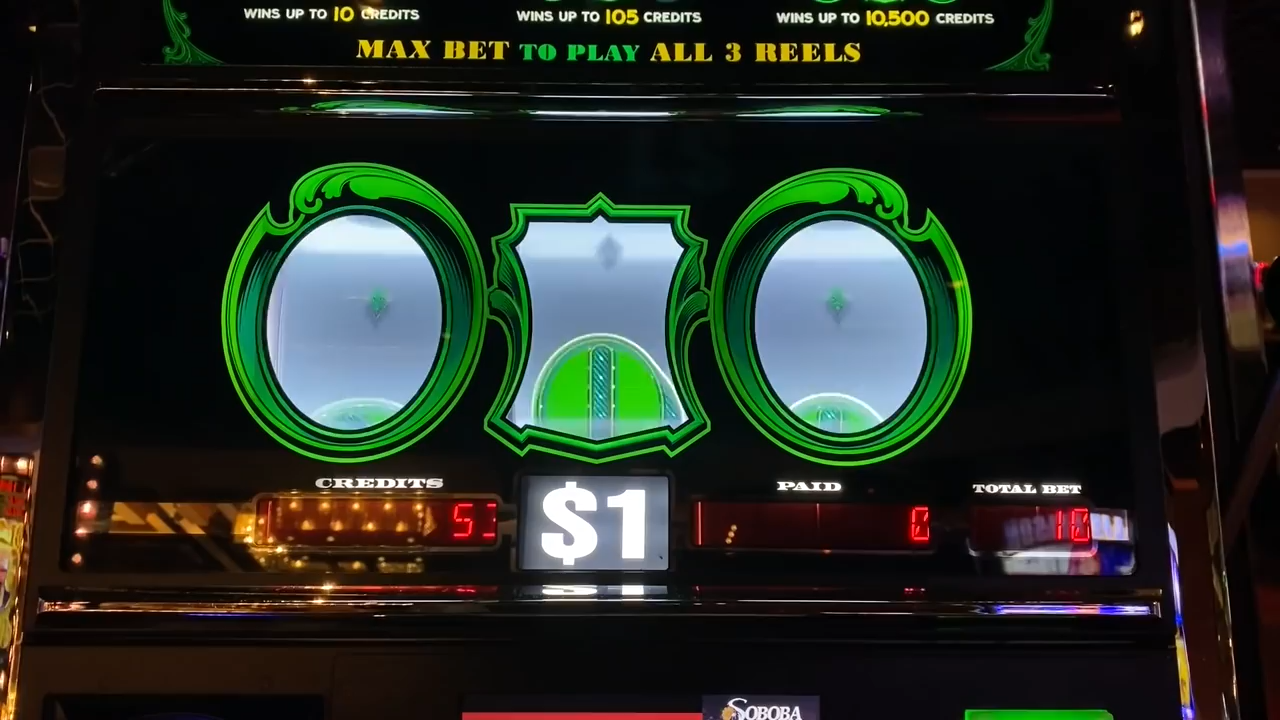 WINS UP TO 10 CREDITS
WINS UP TO 105 CREDITS
WINS UP TO 10,500 CREDITS
MAX BET TO PLAY ALL 3 REELS
CREDITS
$1
PAID
TOTAL BET
0
10
SOBOBA